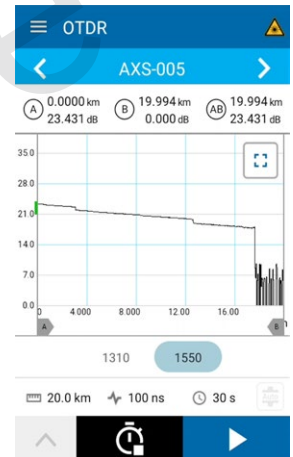 OTDR
AXS-005
A 0.0000 km B 19.994 km AB 19.994 km
23.431 dB 0.000 dB 23.431 dB
35.0
28.0
21.0
14.0
7.0
0.0
0 4.000 8.000 12.00 16.00
A B
1310 1550
20.0 km 100 ns 30 s